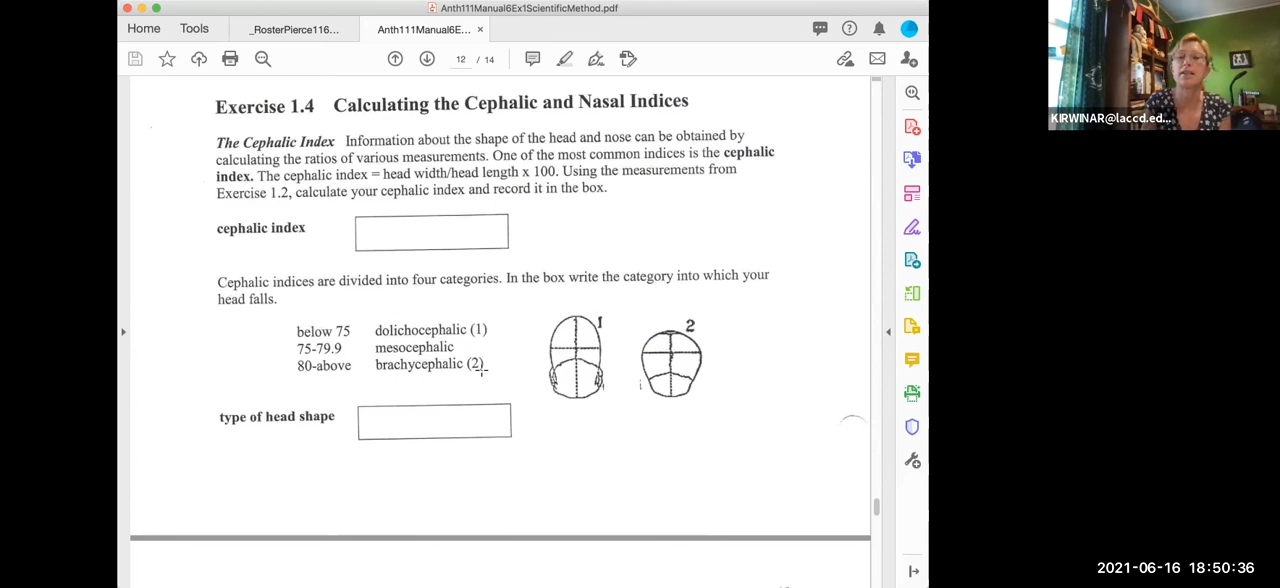 Anth111Manual6Ex1ScientificMethod.pdf
Home Tools _RosterPierce116... Anth111Manual6E... ×
12 / 14
KIRWINAR@laccd.ed...
Exercise 1.4 Calculating the Cephalic and Nasal Indices
The Cephalic Index Information about the shape of the head and nose can be obtained by
calculating the ratios of various measurements. One of the most common indices is the cephalic
index. The cephalic index = head width/head length x 100. Using the measurements from
Exercise 1.2, calculate your cephalic index and record it in the box.
cephalic index
Cephalic indices are divided into four categories. In the box write the category into which your
head falls.
below 75 dolichocephalic (1)
75-79.9 mesocephalic
80-above brachycephalic (2)
1
2
type of head shape
2021-06-16 18:50:36